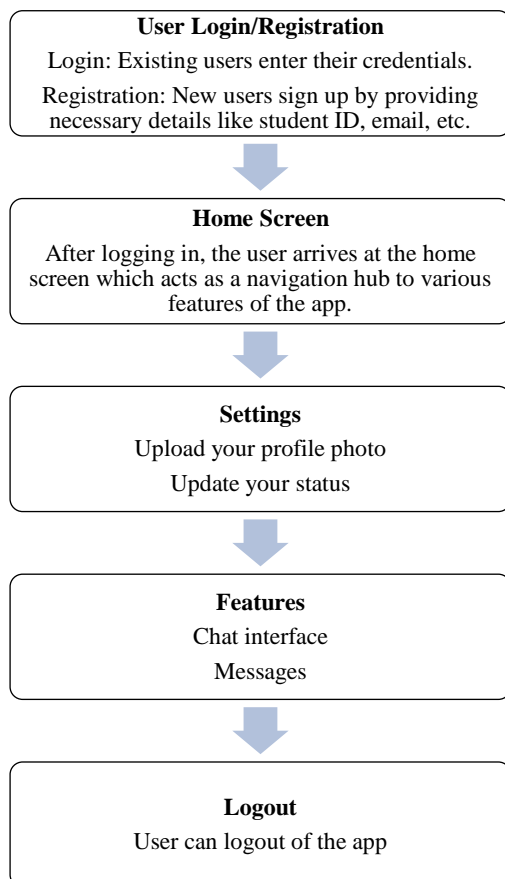 User Login/Registration
Login: Existing users enter their credentials.
Registration: New users sign up by providing
necessary details like student ID, email, etc.
Home Screen
After logging in, the user arrives at the home
screen which acts as a navigation hub to various
features of the app.
Settings
Upload your profile photo
Update your status
Features
Chat interface
Messages
Logout
User can logout of the app